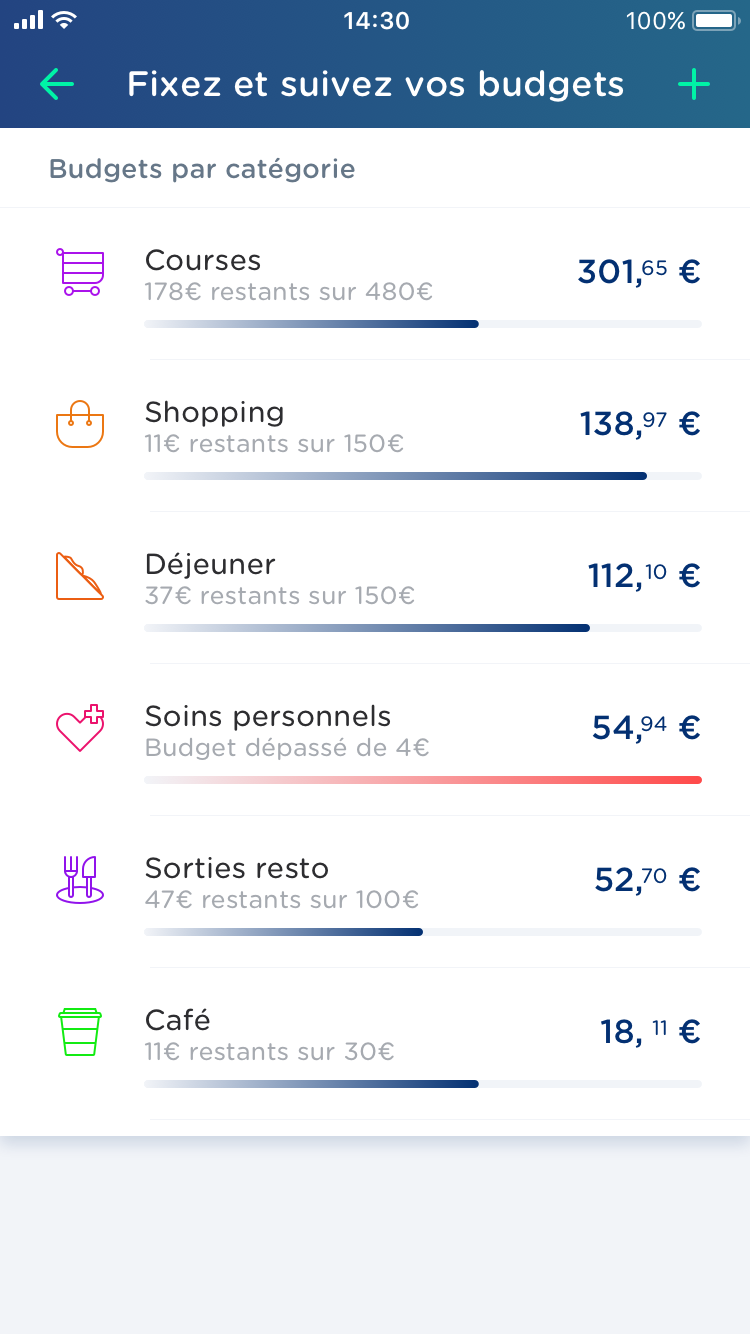 14:30 100%
Fixez et suivez vos budgets
Budgets par catégorie
Courses
178€ restants sur 480€
301,65 €
Shopping
11€ restants sur 150€
138,97 €
Déjeuner
37€ restants sur 150€
112,10 €
Soins personnels
Budget dépassé de 4€
54,94 €
Sorties resto
47€ restants sur 100€
52,70 €
Café
11€ restants sur 30€
18, 11 €